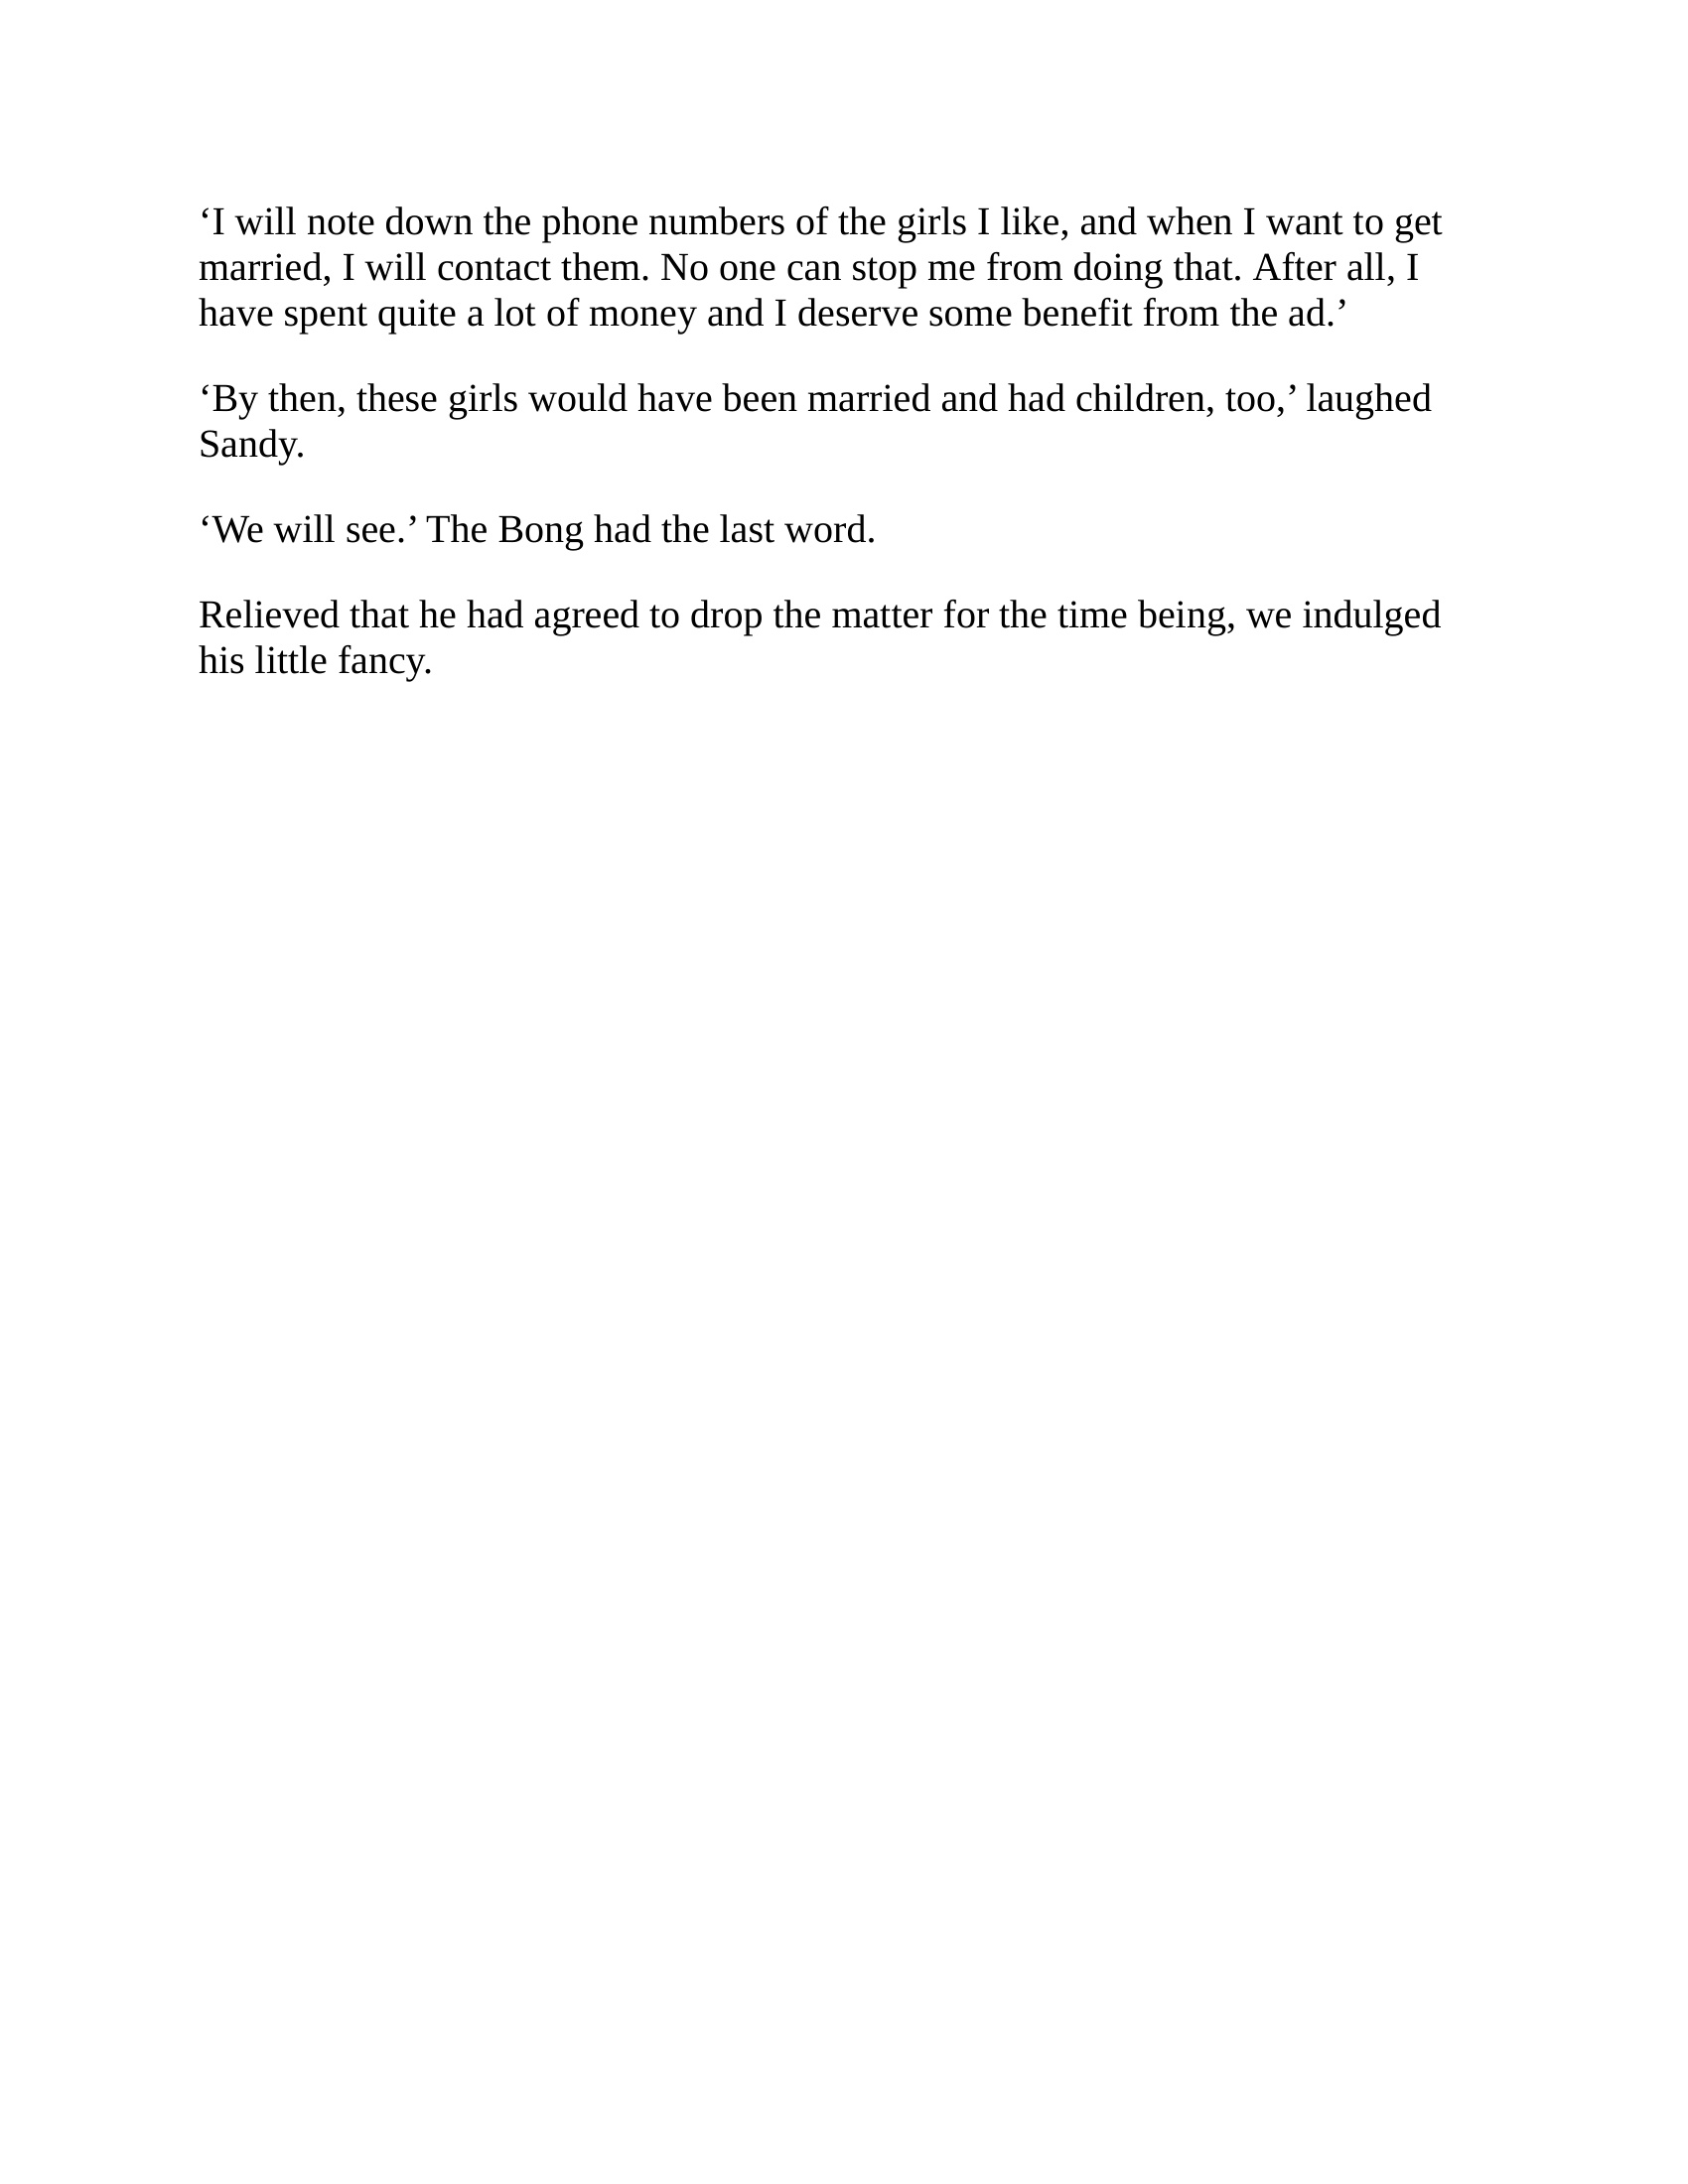 ‘I will note down the phone numbers of the girls I like, and when I want to get
married, I will contact them. No one can stop me from doing that. After all, I
have spent quite a lot of money and I deserve some benefit from the ad.’
‘By then, these girls would have been married and had children, too,’ laughed
Sandy.
‘We will see.’ The Bong had the last word.
Relieved that he had agreed to drop the matter for the time being, we indulged
his little fancy.